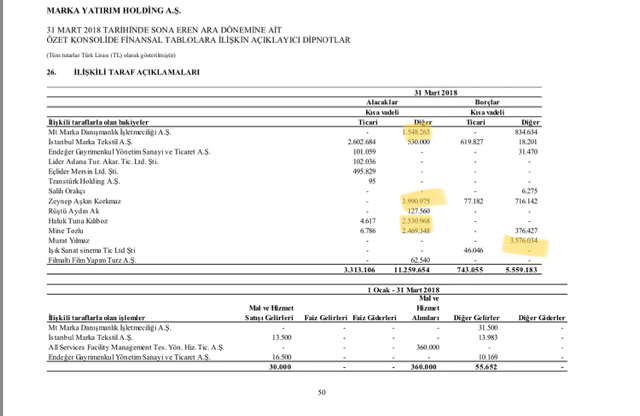 MARKA YATIRIM HOLDİNG A.Ş.
31 MART 2018 TARİHİNDE SONA EREN ARA DÖNEMİNE AİT
ÖZET KONSOLİDE FİNANSAL TABLOLARA İLİŞKİN AÇIKLAYICI DİPNOTLAR
(Tüm tutarlar Türk Lirası (TL) olarak gösterilmiştir)
26. İLİŞKİLİ TARAF AÇIKLAMALARI
31 Mart 2018
Alacaklar Borçlar
Kısa vadeli Kısa vadeli
İlişkili taraflarla olan bakiyeler Ticari Diğer Ticari Diğer
Mt Marka Danışmanlık İşletmeciliği A.Ş. - 1.548.263 - 834.634
İstanbul Marka Tekstil A.Ş. 2.602.684 530.000 619.827 18.201
Endeğer Gayrimenkul Yönetim Sanayi ve Ticaret A.Ş. 101.059 - - 31.470
Lider Adana Tur. Akar. Tic. Ltd. Şti. 102.036 - - -
Eçlider Mersin Ltd. Şti. 495.829 - - -
Transtürk Holding A.Ş. 95 - - -
Salih Orakçı - - - 6.275
Zeynep Aşkın Korkmaz - 3.990.975 77.182 716.142
Rüştü Aydın Ak - 127.560 - -
Haluk Tuna Kalıboz 4.617 2.530.968 - -
Mine Tozlu 6.786 2.469.348 - 376.427
Murat Yılmaz - - - 3.576.034
Işık Sanat sinema Tic Ltd Şti - - 46.046 -
Filmaltı Film Yapım Turz A.Ş. - 62.540 - -
3.313.106 11.259.654 743.055 5.559.183
1 Ocak - 31 Mart 2018
İlişkili taraflarla olan işlemler Mal ve Hizmet Satışı Gelirleri Faiz Gelirleri Faiz Giderleri Mal ve Hizmet Alımları Diğer Gelirler Diğer Giderler
Mt Marka Danışmanlık İşletmeciliği A.Ş. - - - - 31.500 -
İstanbul Marka Tekstil A.Ş. 13.500 - - - 13.983 -
All Services Facility Management Tes. Yön. Hiz. Tic. A.Ş. - - - 360.000 - -
Endeğer Gayrimenkul Yönetim Sanayi ve Ticaret A.Ş. 16.500 - - - 10.169 -
30.000 - - 360.000 55.652 -
50